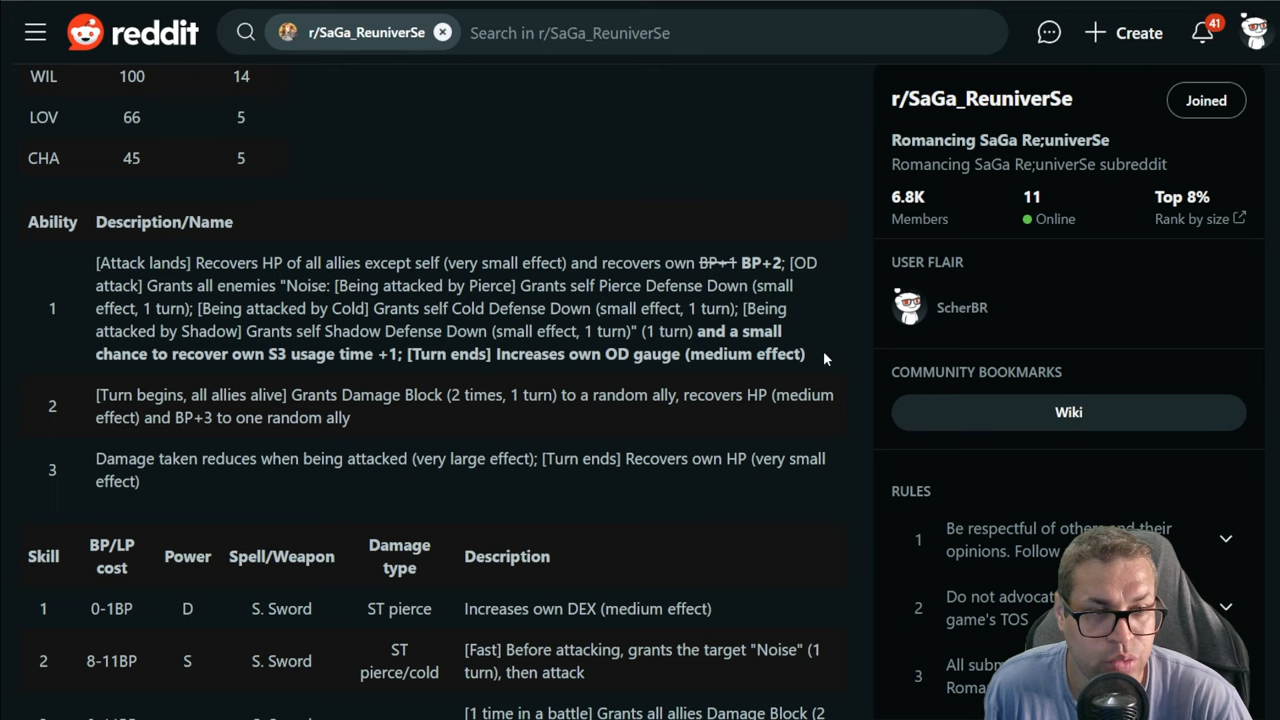 reddit
r/SaGa_ReuniverSe
Search in r/SaGa_ReuniverSe
Create
41
WIL 100 14
LOV 66 5
CHA 45 5
Ability Description/Name
1
[Attack lands] Recovers HP of all allies except self (very small effect) and recovers own BP+1 BP+2; [OD
attack] Grants all enemies "Noise: [Being attacked by Pierce] Grants self Pierce Defense Down (small
effect, 1 turn); [Being attacked by Cold] Grants self Cold Defense Down (small effect, 1 turn); [Being
attacked by Shadow] Grants self Shadow Defense Down (small effect, 1 turn)" (1 turn) and a small
chance to recover own S3 usage time +1; [Turn ends] Increases own OD gauge (medium effect)
2
[Turn begins, all allies alive] Grants Damage Block (2 times, 1 turn) to a random ally, recovers HP (medium
effect) and BP+3 to one random ally
3
Damage taken reduces when being attacked (very large effect); [Turn ends] Recovers own HP (very small
effect)
Skill BP/LP cost Power Spell/Weapon Damage type Description
1 0-1BP D S. Sword ST pierce Increases own DEX (medium effect)
2 8-11BP S S. Sword ST pierce/cold
[Fast] Before attacking, grants the target "Noise" (1
turn), then attack
[1 time in a battle] Grants all allies Damage Block (2
r/SaGa_ReuniverSe
Joined
Romancing SaGa Re;univerSe
Romancing SaGa Re;univerSe subreddit
6.8K 11 Top 8%
Members Online Rank by size
USER FLAIR
ScherBR
COMMUNITY BOOKMARKS
Wiki
RULES
1 Be respectful of others and their
opinions. Follow
2 Do not advocat
game's TOS
3 All subm
Roma